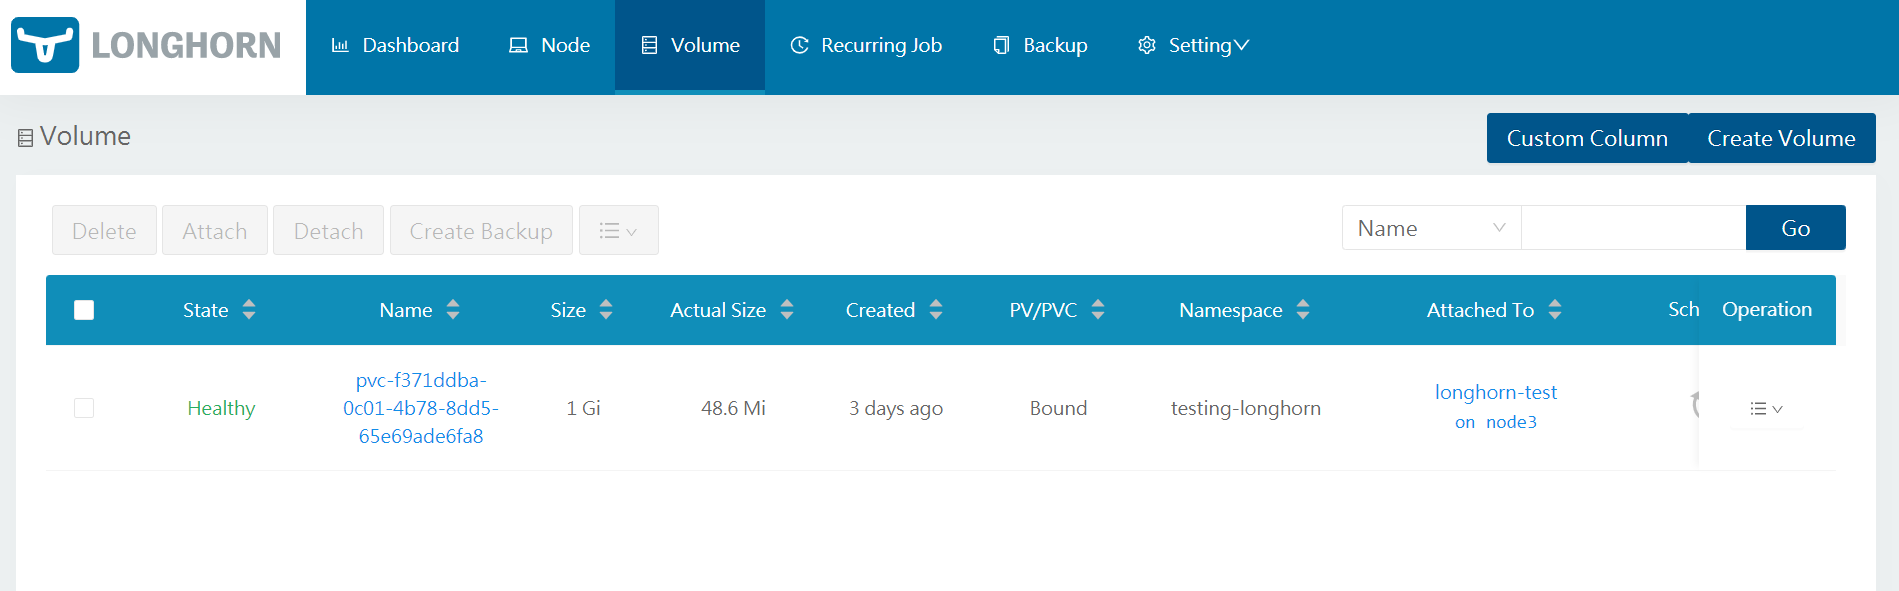 LONGHORN
Dashboard Node Volume Recurring Job Backup Setting
Volume
Custom Column Create Volume
Delete Attach Detach Create Backup Name Go
State Name Size Actual Size Created PV/PVC Namespace Attached To Sch Operation
Healthy pvc-f371ddba-0c01-4b78-8dd5-65e69ade6fa8 1 Gi 48.6 Mi 3 days ago Bound testing-longhorn longhorn-test on node3